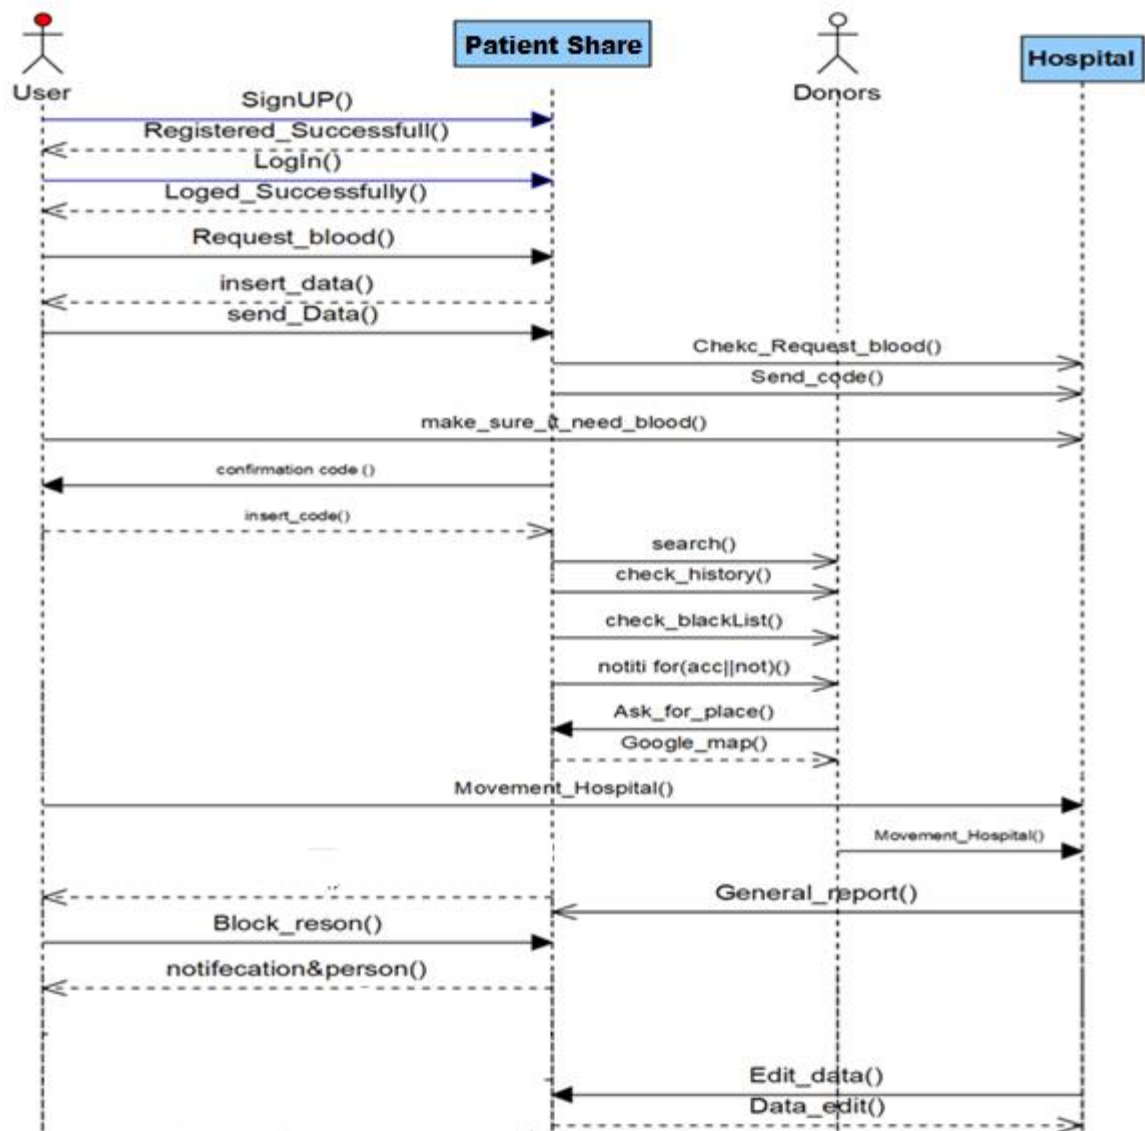 Patient Share
Hospital
User
Donors
SignUP()
Registered_Successfull()
LogIn()
Loged_Successfully()
Request_blood()
insert_data()
send_Data()
Chekc_Request_blood()
Send_code()
make_sure_it_need_blood()
confirmation code ()
insert_code()
search()
check_history()
check_blackList()
notiti for(acc||not)()
Ask_for_place()
Google_map()
Movement_Hospital()
Movement_Hospital()
General_report()
Block_reson()
notifecation&person()
Edit_data()
Data_edit()